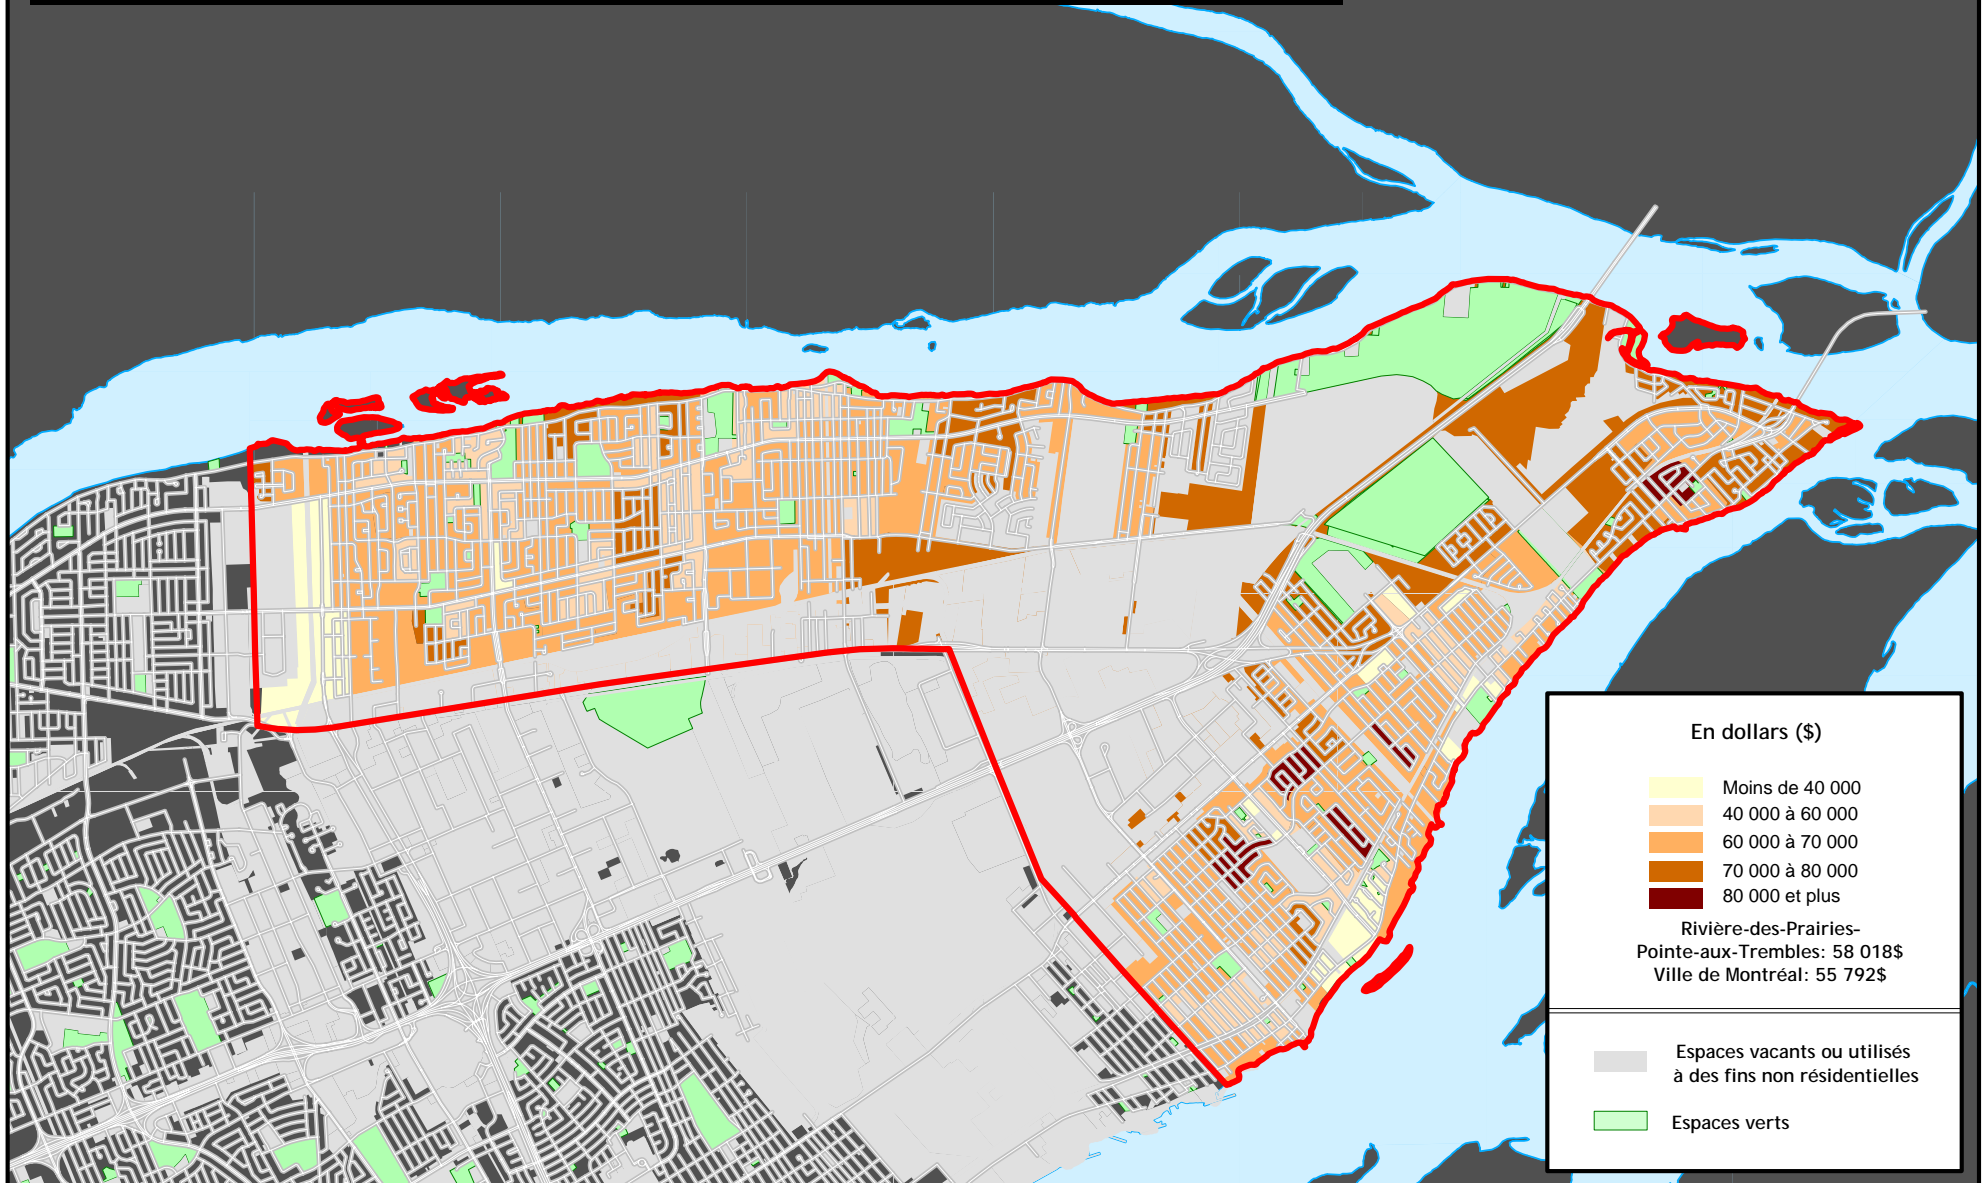 En dollars ($)
Moins de 40 000
40 000 à 60 000
60 000 à 70 000
70 000 à 80 000
80 000 et plus
Rivière-des-Prairies-
Pointe-aux-Trembles: 58 018$
Ville de Montréal: 55 792$
Espaces vacants ou utilisés
à des fins non résidentielles
Espaces verts